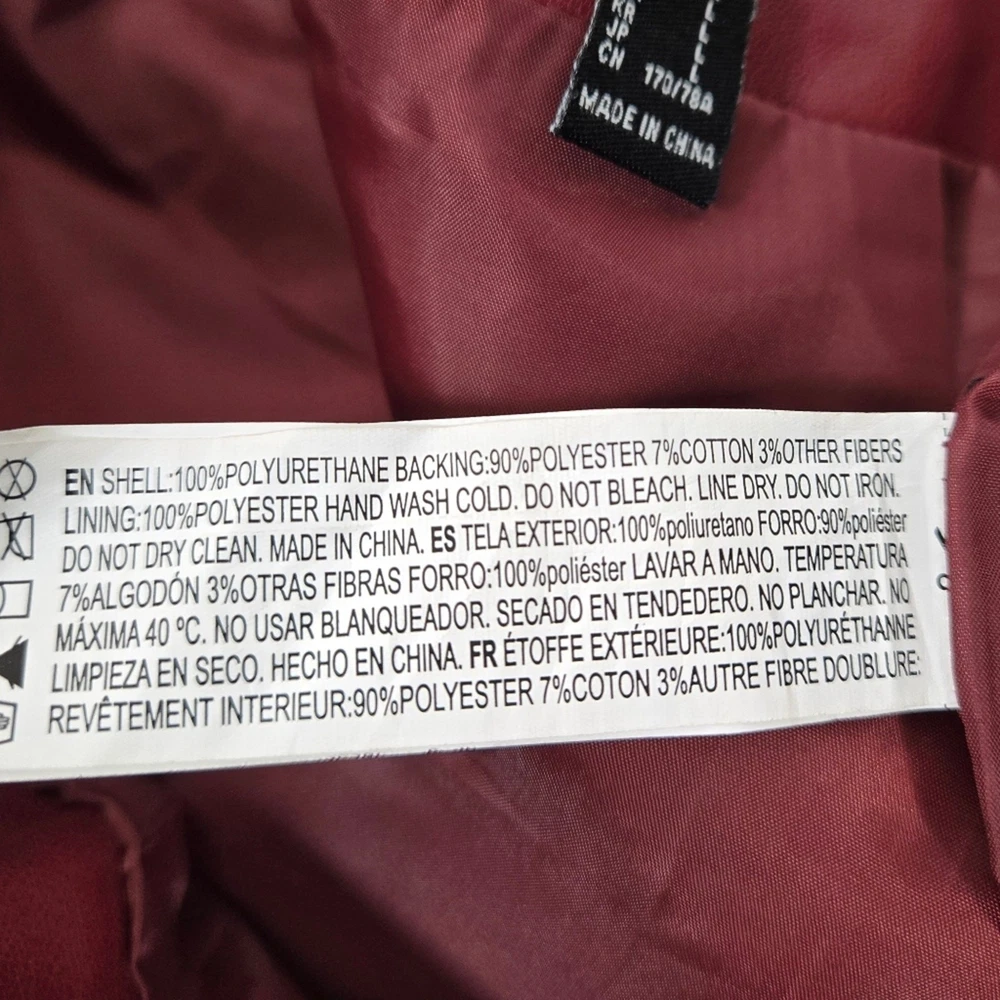 KR L
JP L
CN 170/78A L
MADE IN CHINA
EN SHELL:100%POLYURETHANE BACKING:90%POLYESTER 7%COTTON 3%OTHER FIBERS
LINING:100%POLYESTER HAND WASH COLD. DO NOT BLEACH. LINE DRY. DO NOT IRON.
DO NOT DRY CLEAN. MADE IN CHINA. ES TELA EXTERIOR:100%poliuretano FORRO:90%poliéster
7%ALGODÓN 3%OTRAS FIBRAS FORRO:100%poliéster LAVAR A MANO. TEMPERATURA
MÁXIMA 40 ºC. NO USAR BLANQUEADOR. SECADO EN TENDEDERO. NO PLANCHAR. NO
LIMPIEZA EN SECO. HECHO EN CHINA. FR ÉTOFFE EXTÉRIEURE:100%POLYURÉTHANNE
REVÊTEMENT INTERIEUR:90%POLYESTER 7%COTON 3%AUTRE FIBRE DOUBLURE: